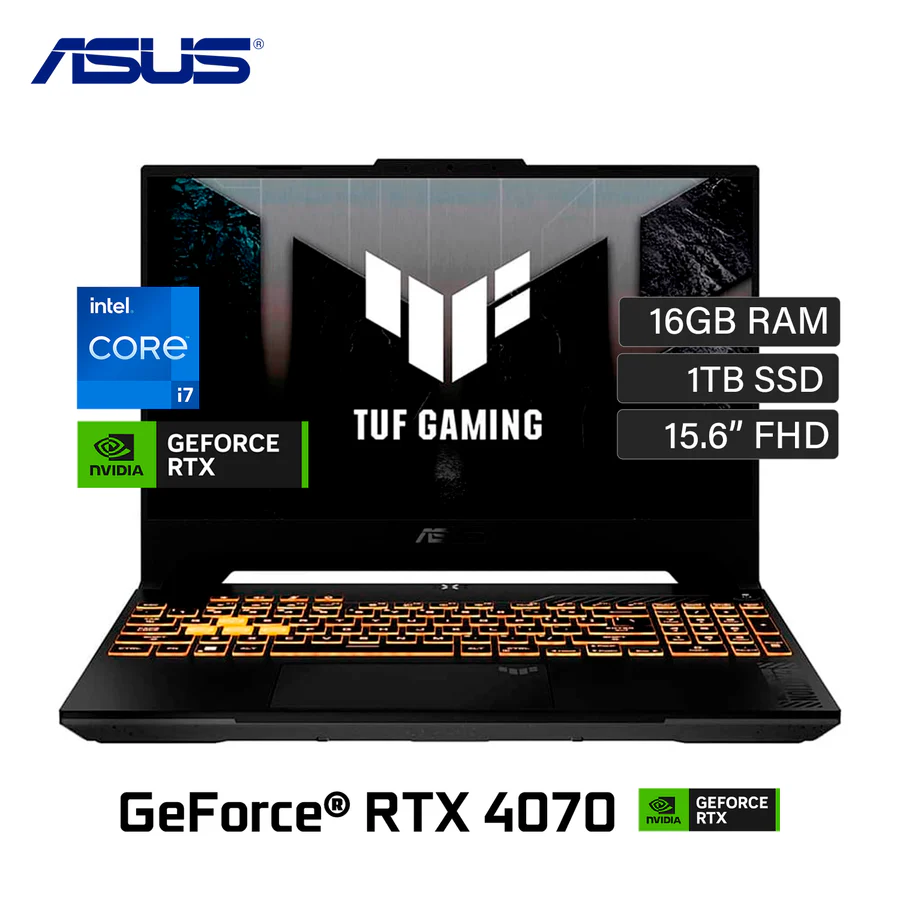 ASUS®
intel.
CORE
i7
NVIDIA
GEFORCE
RTX
TUF GAMING
16GB RAM
1TB SSD
15.6” FHD
GeForce® RTX 4070
NVIDIA
GEFORCE
RTX